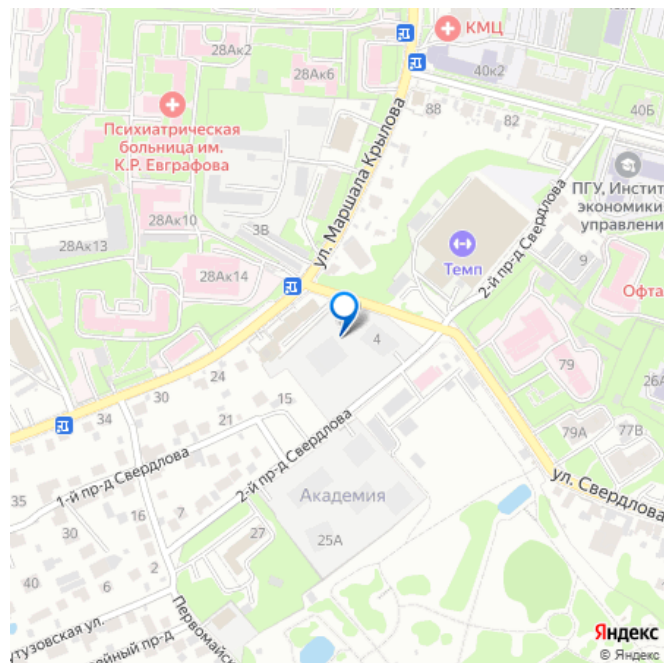 КМЦ
28Ак2
28Ак6
40к2
40Б
88
82
Психиатрическая
больница им.
К.Р. Евграфова
ул. Маршала Крылова
ПГУ, Инстит
экономики
управлени
28Ак10
3В
28Ак13
28Ак14
Темп
2-й пр-д Свердлова
9
Офта
4
79
26А
24
30
34
15
21
79А
77В
1-й пр-д Свердлова
2-й пр-д Свердлова
ул. Свердлова
35
30
16
7
Академия
27
25А
40
6
2
утузовская ул.
ейный пр-д
Первомайск
Яндекс
© Яндекс